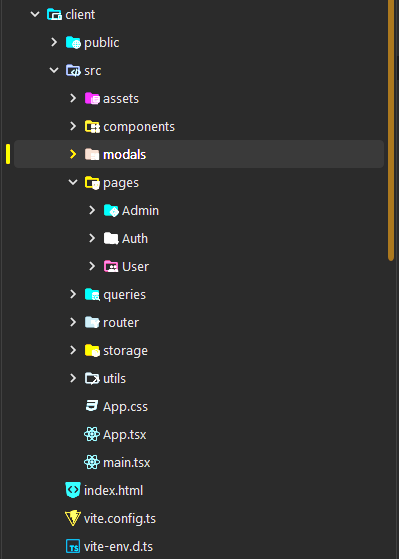 client
public
src
assets
components
modals
pages
Admin
Auth
User
queries
router
storage
utils
App.css
App.tsx
main.tsx
index.html
vite.config.ts
TS vite-env.d.ts